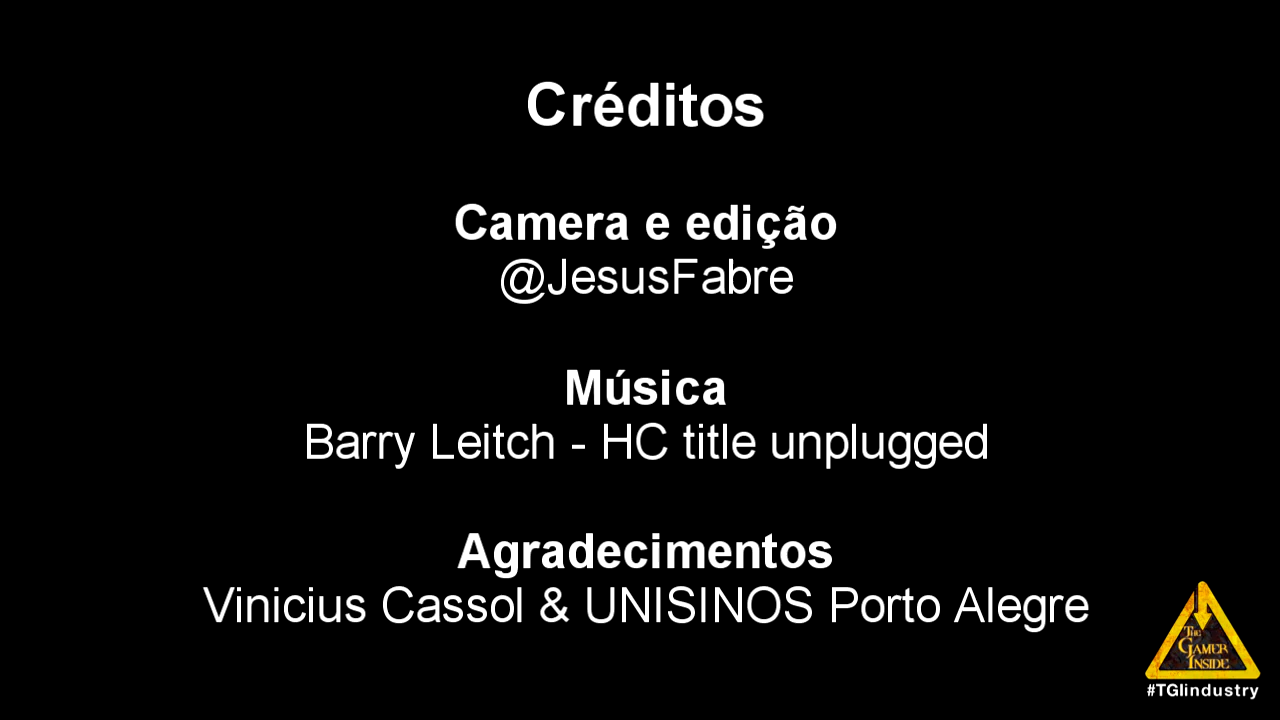 Créditos
Camera e edição
@JesusFabre
Música
Barry Leitch - HC title unplugged
Agradecimentos
Vinicius Cassol & UNISINOS Porto Alegre
THE
GAMER
INSIDE
#TGIindustry